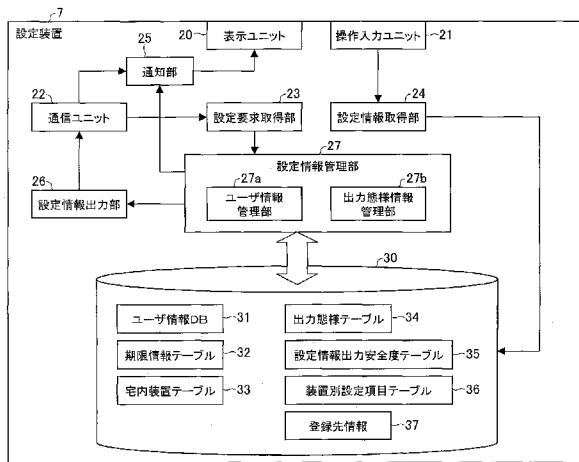 7
設定装置
20
表示ユニット
操作入力ユニット
21
25
通知部
22
通信ユニット
23
設定要求取得部
24
設定情報取得部
27
設定情報管理部
27a
ユーザ情報
管理部
27b
出力態様情報
管理部
26
設定情報出力部
30
ユーザ情報DB
31
出力態様テーブル
34
期限情報テーブル
32
設定情報出力安全度テーブル
35
宅内装置テーブル
33
装置別設定項目テーブル
36
登録先情報
37